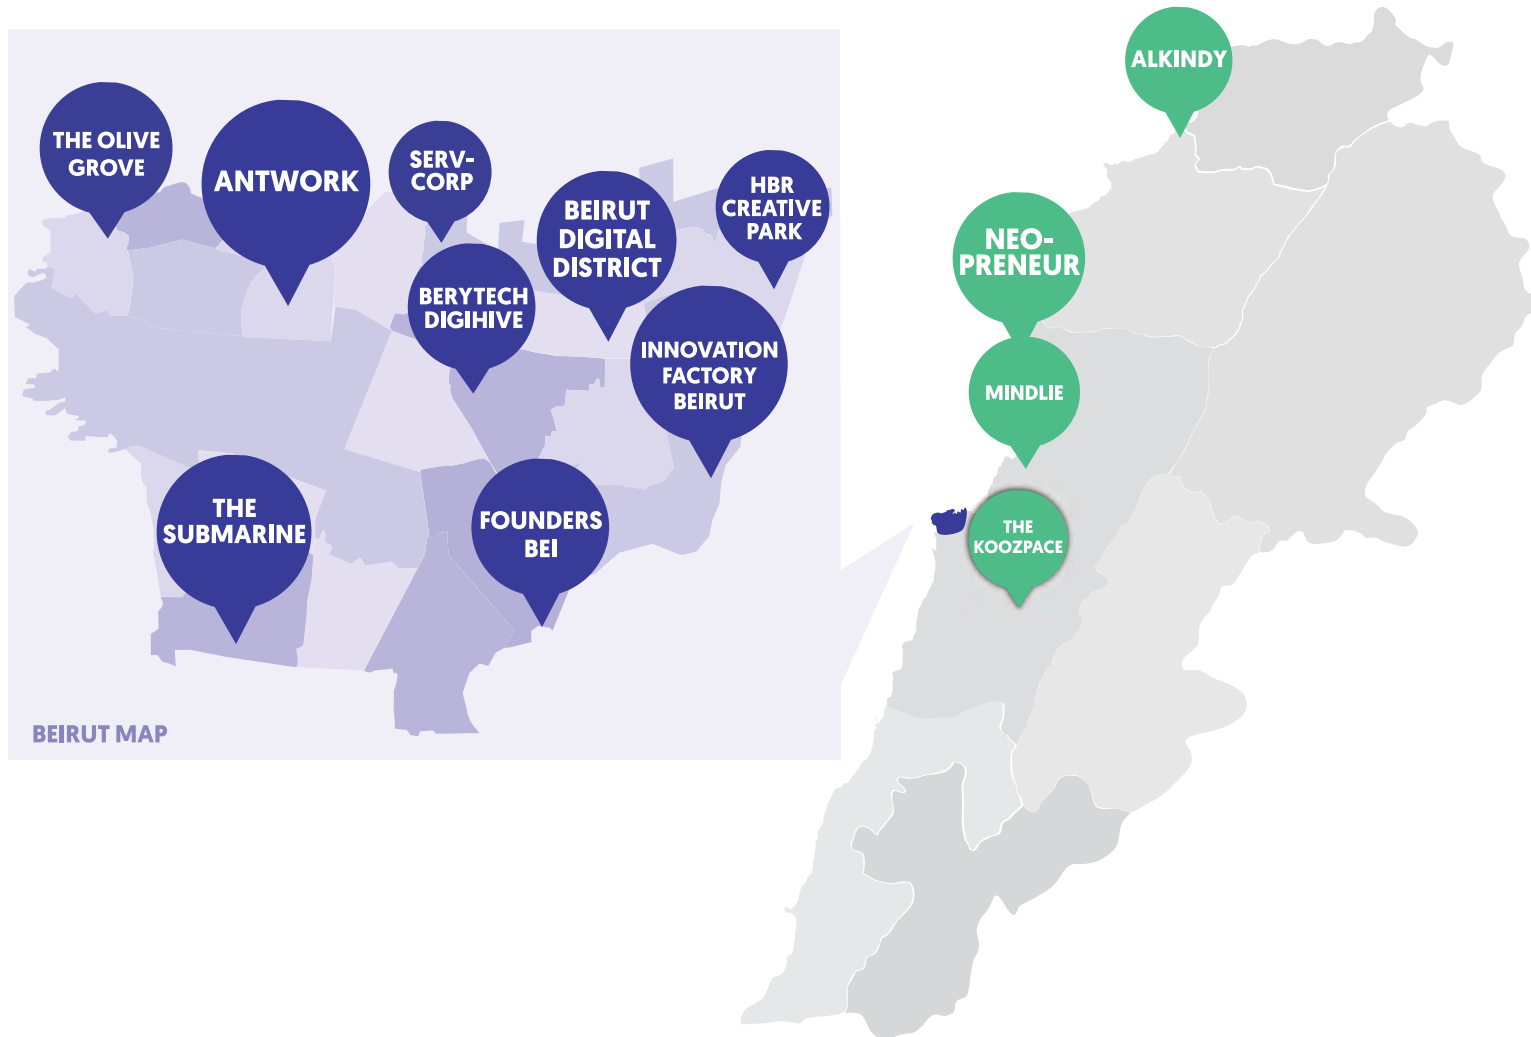 THE OLIVE
GROVE
ANTWORK
SERV-
CORP
BEIRUT
DIGITAL
DISTRICT
HBR
CREATIVE
PARK
BERYTECH
DIGIHIVE
INNOVATION
FACTORY
BEIRUT
THE
SUBMARINE
FOUNDERS
BEI
BEIRUT MAP
ALKINDY
NEO-
PRENEUR
MINDLIE
THE
KOOZPACE